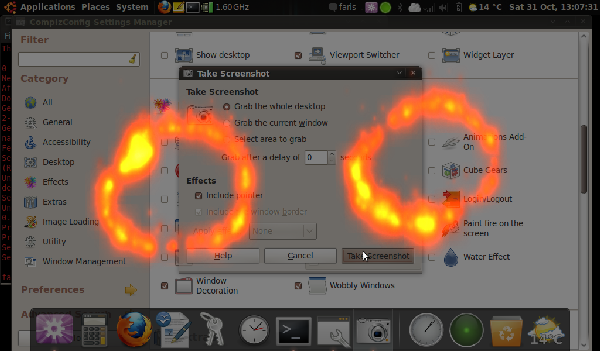 Applications Places System
1.60 GHz
faris
14 °C Sat 31 Oct, 13:07:31
CompizConfig Settings Manager
Filter
Category
All
General
Accessibility
Desktop
Effects
Extras
Image Loading
Utility
Window Management
Preferences
Show desktop
Viewport Switcher
Widget Layer
Take Screenshot
Take Screenshot
Grab the whole desktop
Grab the current window
Select area to grab
Grab after a delay of 0
Effects
Include pointer
Include the window border
None
Help
Cancel
Take Screenshot
Animations Add-
On
Cube Gears
Login/Logout
Paint fire on the
screen
Water Effect
Window
Decoration
Wobbly Windows
14°C